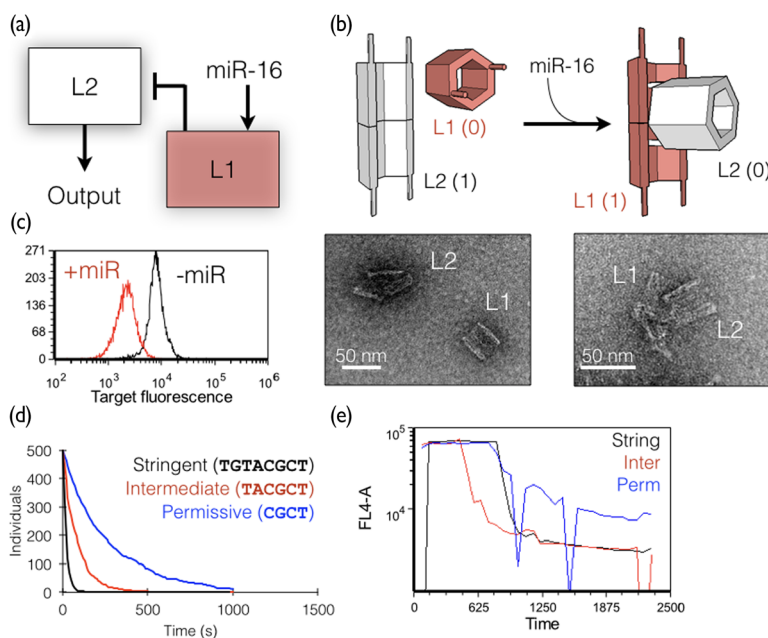 (a)
L2
miR-16
L1
Output
(b)
L1 (0)
L2 (1)
miR-16
L2 (0)
L1 (1)
L2
L1
50 nm
L1
L2
50 nm
(c)
271
203
136
68
0
+miR
-miR
10² 10³ 10⁴ 10⁵ 10⁶
Target fluorescence
(d)
500
400
300
200
100
0
Individuals
Stringent (TGTACGCT)
Intermediate (TACGCT)
Permissive (CGCT)
0 500 1000 1500
Time (s)
(e)
10⁵
10⁴
FL4-A
String
Inter
Perm
0 625 1250 1875 2500
Time